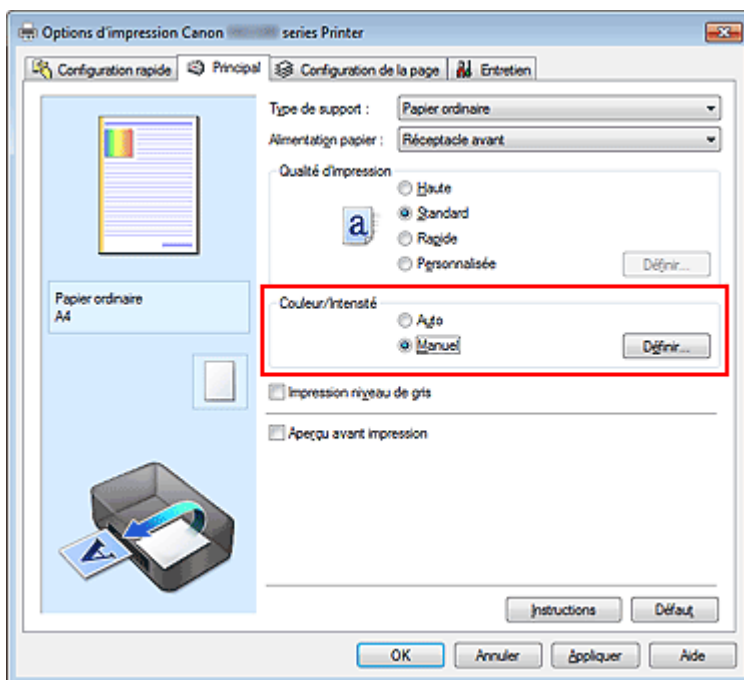 Options d'impression Canon series Printer
Configuration rapide Principal Configuration de la page Entretien
Type de support : Papier ordinaire
Alimentation papier : Réceptacle avant
Qualité d'impression
Haute
Standard
Rapide
Personnalisée Définir...
a
Papier ordinaire
A4
Couleur/Intensité
Auto
Manuel Définir...
Impression niveau de gris
Aperçu avant impression
A
Instructions Défaut
OK Annuler Appliquer Aide